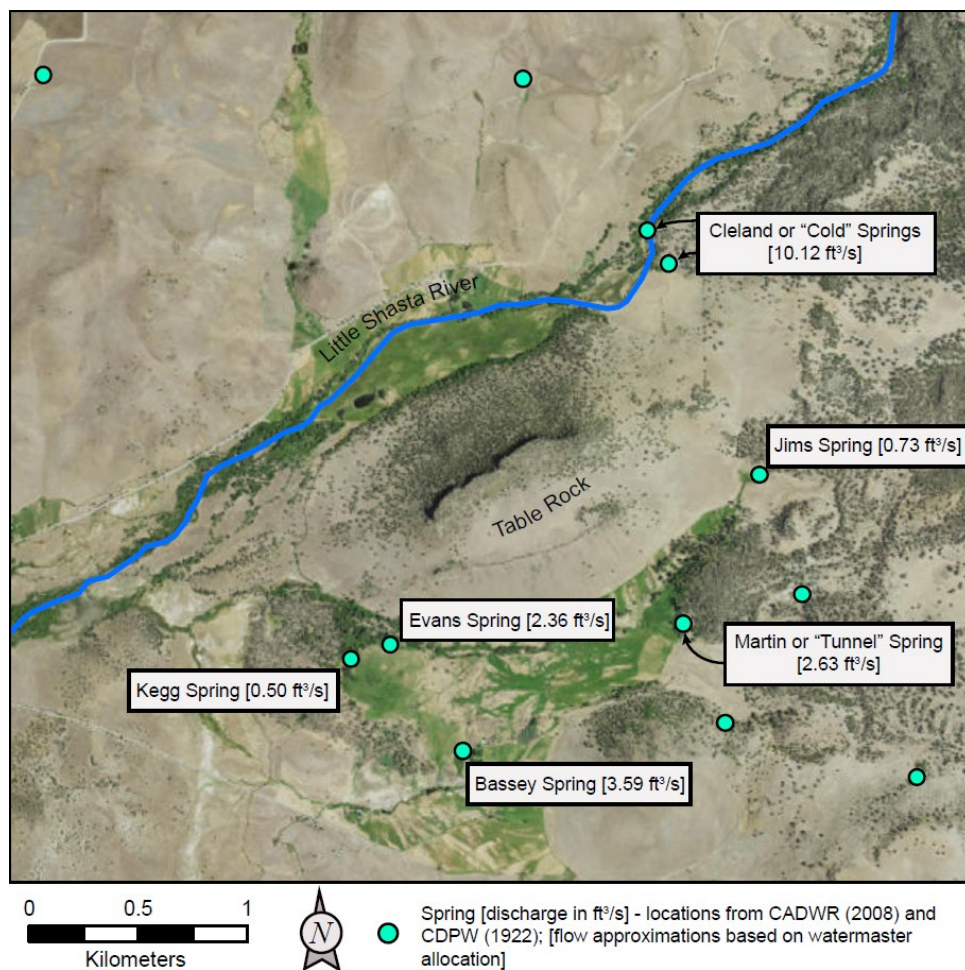 Cleland or “Cold” Springs
[10.12 ft³/s]
Little Shasta River
Jims Spring [0.73 ft³/s]
Table Rock
Evans Spring [2.36 ft³/s]
Martin or “Tunnel” Spring
[2.63 ft³/s]
Kegg Spring [0.50 ft³/s]
Bassey Spring [3.59 ft³/s]
0 0.5 1
Kilometers
N
Spring [discharge in ft³/s] - locations from CADWR (2008) and
CDPW (1922); [flow approximations based on watermaster
allocation]